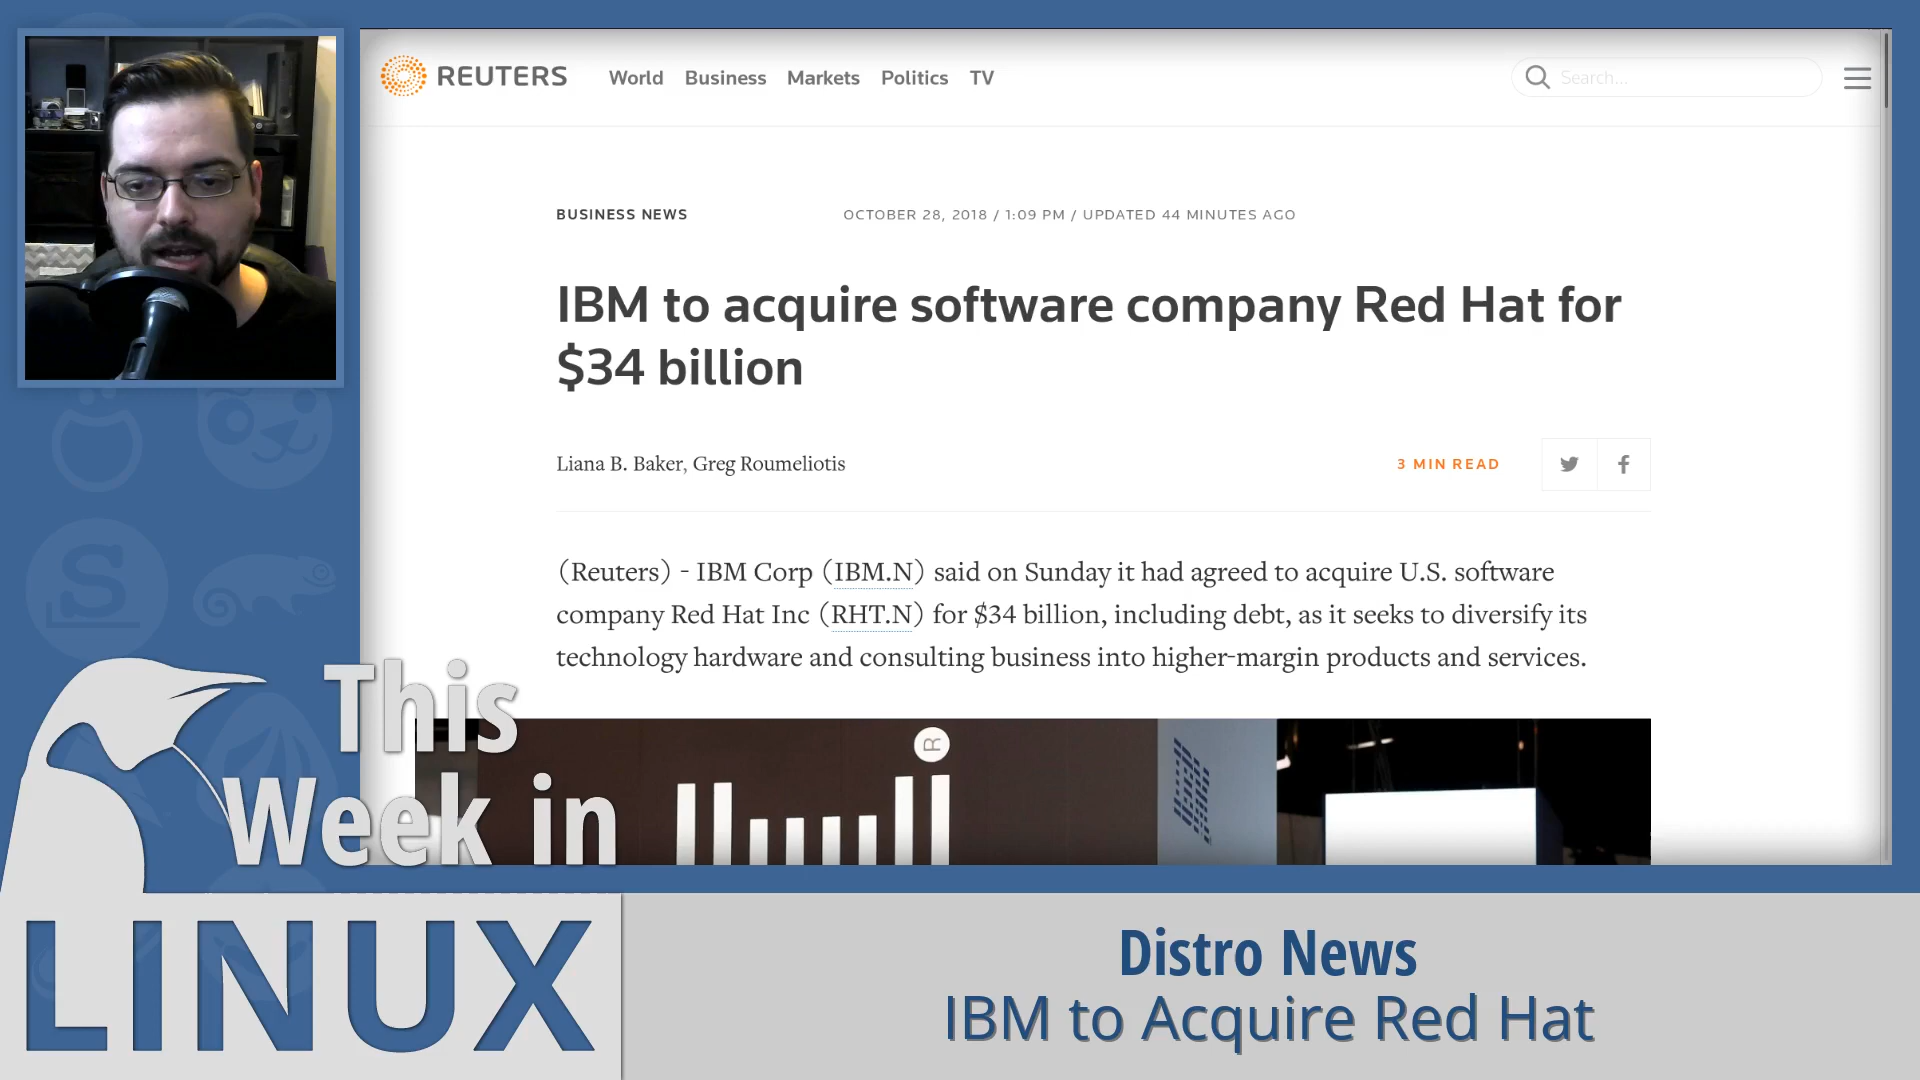 REUTERS
World Business Markets Politics TV
Search...
BUSINESS NEWS
OCTOBER 28, 2018 / 1:09 PM / UPDATED 44 MINUTES AGO
IBM to acquire software company Red Hat for
$34 billion
Liana B. Baker, Greg Roumeliotis
3 MIN READ
(Reuters) - IBM Corp (IBM.N) said on Sunday it had agreed to acquire U.S. software
company Red Hat Inc (RHT.N) for $34 billion, including debt, as it seeks to diversify its
technology hardware and consulting business into higher-margin products and services.
R
IBM
This
Week in
LINUX
Distro News
IBM to Acquire Red Hat